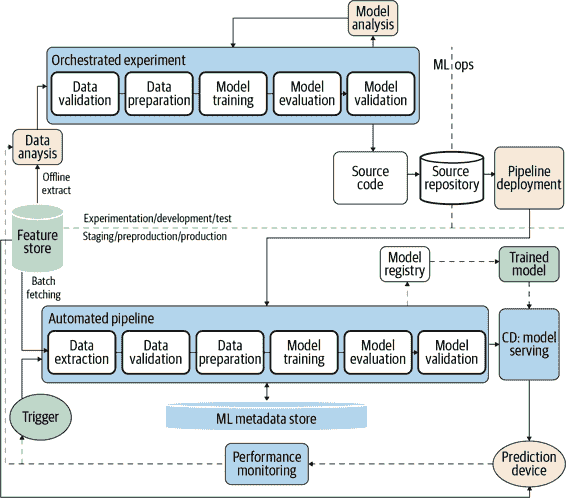 Model
analysis
Orchestrated experiment
Data
validation
Data
preparation
Model
training
Model
evaluation
Model
validation
ML ops
Data
anaysis
Offline
extract
Source
code
Source
repository
Pipeline
deployment
Experimentation/development/test
Feature
store
Staging/preproduction/production
Batch
fetching
Model
registry
Trained
model
Automated pipeline
Data
extraction
Data
validation
Data
preparation
Model
training
Model
evaluation
Model
validation
CD: model
serving
Trigger
ML metadata store
Performance
monitoring
Prediction
device